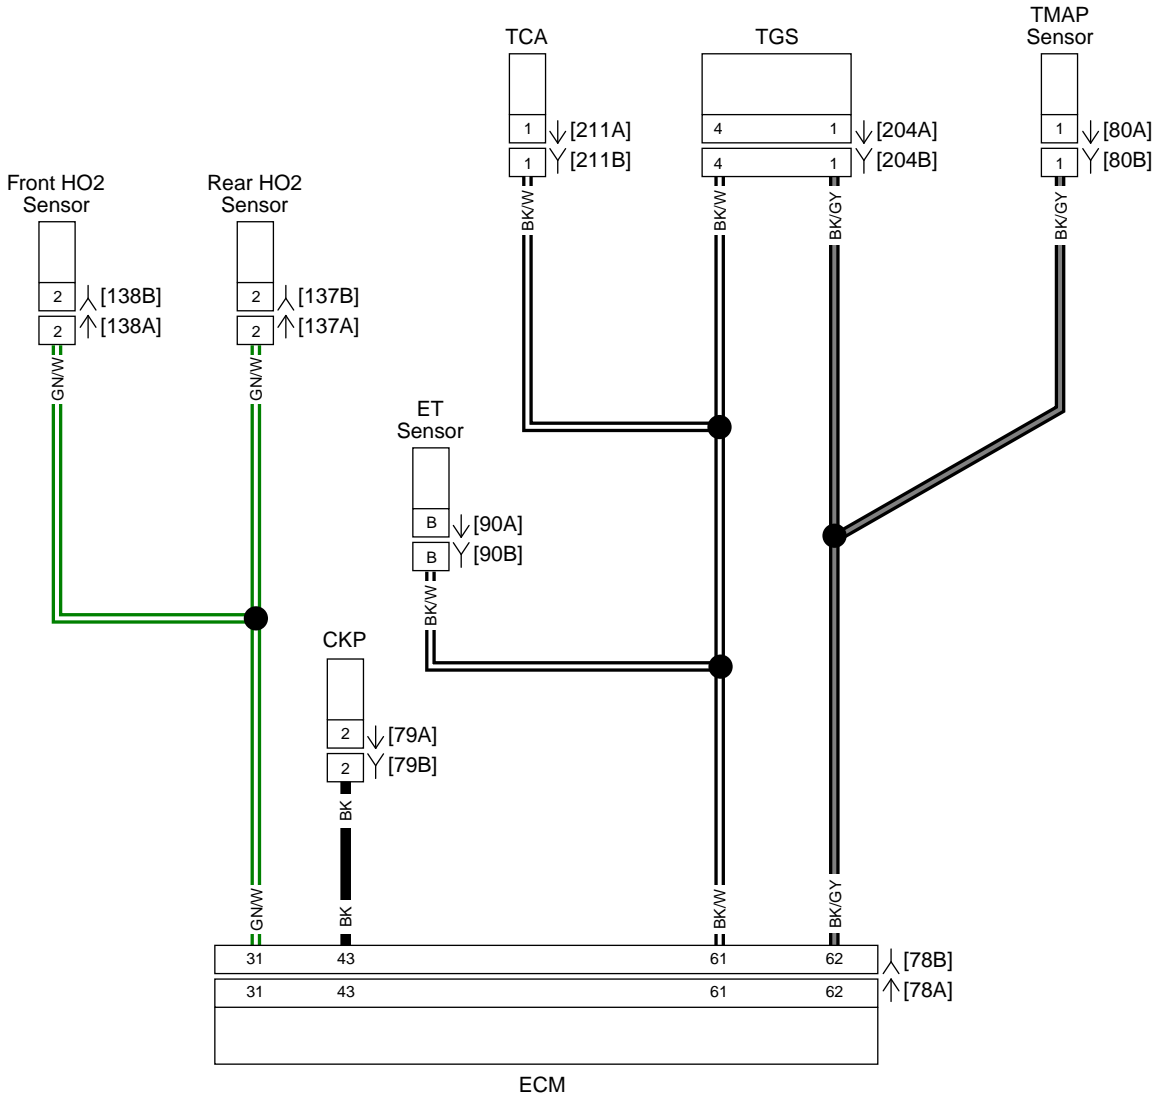 TCA
TGS
TMAP
Sensor
1
[211A]
4
1
[204A]
1
[80A]
1
[211B]
4
1
[204B]
1
[80B]
Front HO2
Sensor
Rear HO2
Sensor
BK/W
BK/W
BK/GY
BK/GY
2
[138B]
2
[137B]
2
[138A]
2
[137A]
GN/W
GN/W
ET
Sensor
B
[90A]
B
[90B]
BK/W
CKP
2
[79A]
2
[79B]
BK
GN/W
BK
BK/W
BK/GY
31
43
61
62
[78B]
31
43
61
62
[78A]
ECM